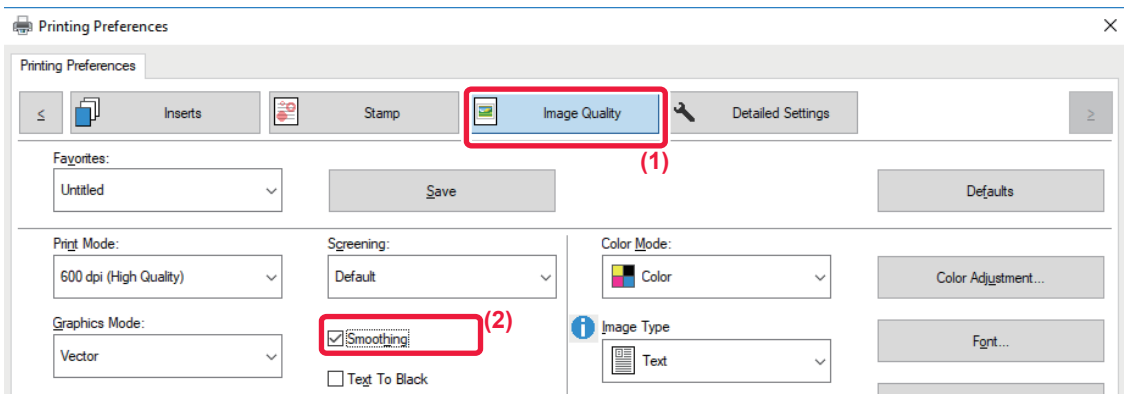 Printing Preferences
Printing Preferences
≤ Inserts Stamp Image Quality Detailed Settings ≥
(1)
Favorites:
Untitled Save Defaults
Print Mode: Screening: Color Mode:
600 dpi (High Quality) Default Color Color Adjustment...
Graphics Mode: Smoothing (2) Image Type Font...
Vector Text
Text To Black